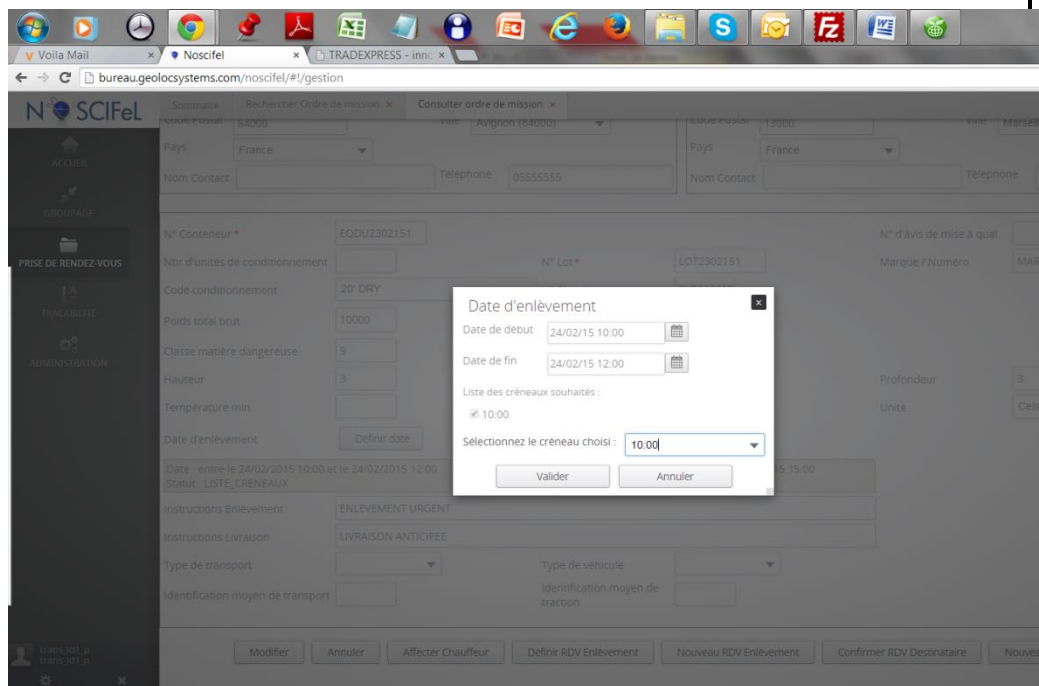 Voila Mail × Noscifel × TRADEXPRESS - inno ×
bureau.geolocsystems.com/noscifel/#!/gestion
NOSCIFeL Sommaire Rechercher Ordre de mission × Consulter ordre de mission ×
Code Postal 84000 Ville Avignon (84000) Code Postal 13000 Ville Marseil
ACCUEIL Pays France Pays France
Nom Contact Téléphone 05555555 Nom Contact Téléphone
GROUPAGE
N° Conteneur * EQDU2302151 N° d'avis de mise à quai
PRISE DE RENDEZ-VOUS Nbr d'unités de conditionnement N° Lot * LOT2302151 Marque / Numéro MAR
Code conditionnement 20' DRY
TRAÇABILITÉ
Poids total brut 10000
Classe matière dangereuse 9
ADMINISTRATION
Hauteur 3 Profondeur 3
Température min Unité Cels
Date d'enlèvement Définir date
Date : entre le 24/02/2015 10:00 et le 24/02/2015 12:00 15 15:00
Statut : LISTE_CRENEAUX
Instructions Enlèvement ENLEVEMENT URGENT
Instructions Livraison LIVRAISON ANTICIPEE
Type de transport Type de véhicule
Identification moyen de transport Identification moyen de traction
Date d'enlèvement ×
Date de début 24/02/15 10:00
Date de fin 24/02/15 12:00
Liste des créneaux souhaités :
10:00
Sélectionnez le créneau choisi : 10:00
Valider Annuler
trans_jdt1_p
trans_jdt1_n
Modifier Annuler Affecter Chauffeur Définir RDV Enlèvement Nouveau RDV Enlèvement Confirmer RDV Destinataire Nouvea